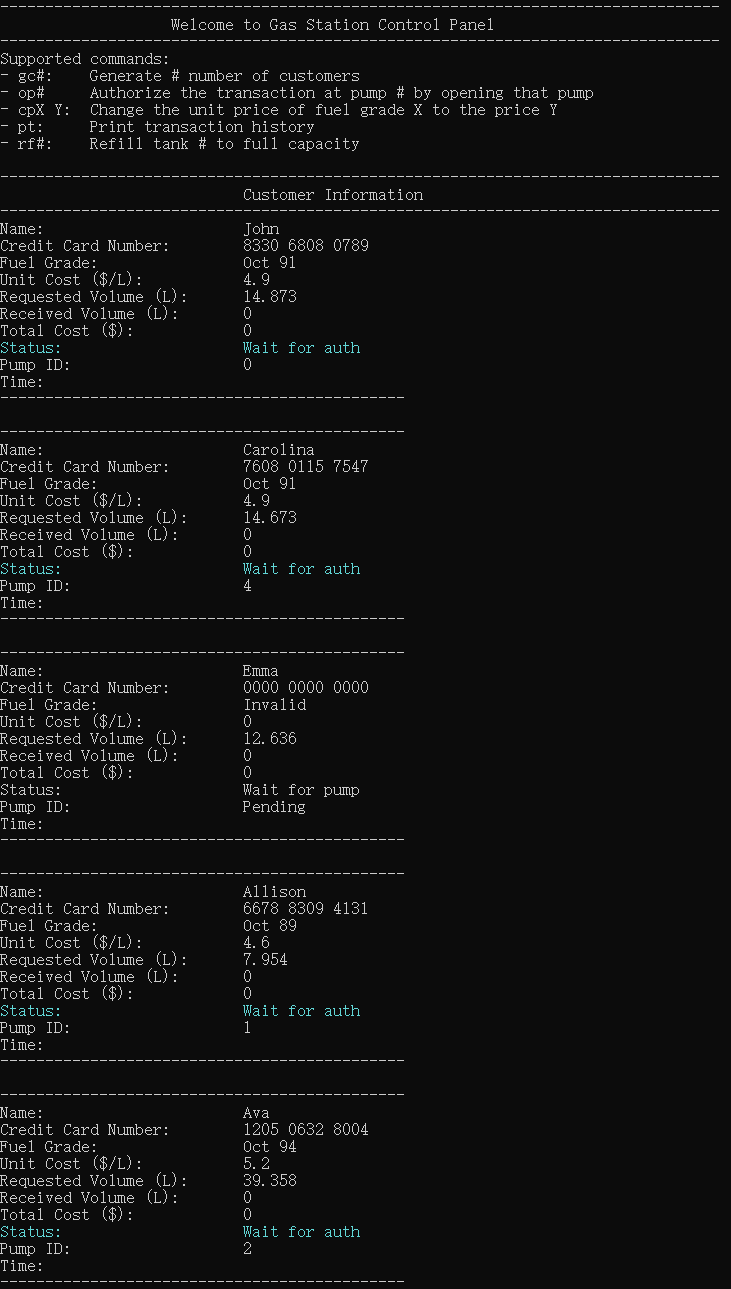 --------------------------------------------------------------------------------
Welcome to Gas Station Control Panel
--------------------------------------------------------------------------------
Supported commands:
- gc#:    Generate # number of customers
- op#     Authorize the transaction at pump # by opening that pump
- cpX Y:  Change the unit price of fuel grade X to the price Y
- pt:     Print transaction history
- rf#:    Refill tank # to full capacity
--------------------------------------------------------------------------------
Customer Information
--------------------------------------------------------------------------------
Name:                      John
Credit Card Number:        8330 6808 0789
Fuel Grade:                Oct 91
Unit Cost ($/L):           4.9
Requested Volume (L):      14.873
Received Volume (L):       0
Total Cost ($):            0
Status:                    Wait for auth
Pump ID:                   0
Time:
---------------------------------------------
---------------------------------------------
Name:                      Carolina
Credit Card Number:        7608 0115 7547
Fuel Grade:                Oct 91
Unit Cost ($/L):           4.9
Requested Volume (L):      14.673
Received Volume (L):       0
Total Cost ($):            0
Status:                    Wait for auth
Pump ID:                   4
Time:
---------------------------------------------
---------------------------------------------
Name:                      Emma
Credit Card Number:        0000 0000 0000
Fuel Grade:                Invalid
Unit Cost ($/L):           0
Requested Volume (L):      12.636
Received Volume (L):       0
Total Cost ($):            0
Status:                    Wait for pump
Pump ID:                   Pending
Time:
---------------------------------------------
---------------------------------------------
Name:                      Allison
Credit Card Number:        6678 8309 4131
Fuel Grade:                Oct 89
Unit Cost ($/L):           4.6
Requested Volume (L):      7.954
Received Volume (L):       0
Total Cost ($):            0
Status:                    Wait for auth
Pump ID:                   1
Time:
---------------------------------------------
---------------------------------------------
Name:                      Ava
Credit Card Number:        1205 0632 8004
Fuel Grade:                Oct 94
Unit Cost ($/L):           5.2
Requested Volume (L):      39.358
Received Volume (L):       0
Total Cost ($):            0
Status:                    Wait for auth
Pump ID:                   2
Time:
---------------------------------------------